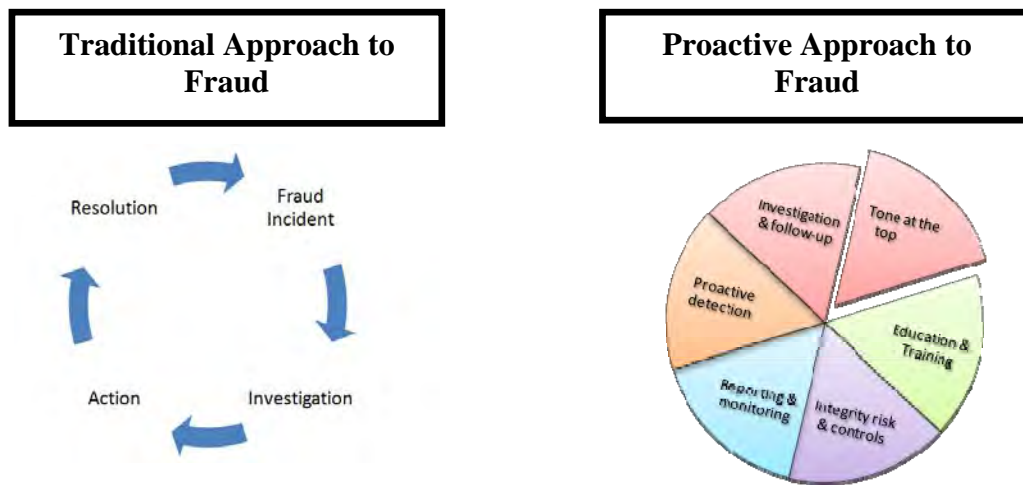 Traditional Approach to
Fraud
Proactive Approach to
Fraud
Resolution
Fraud
Incident
Investigation
Action
Tone at the
top
Education &
Training
Integrity risk
& controls
Reporting &
monitoring
Proactive
detection
Investigation
& follow-up